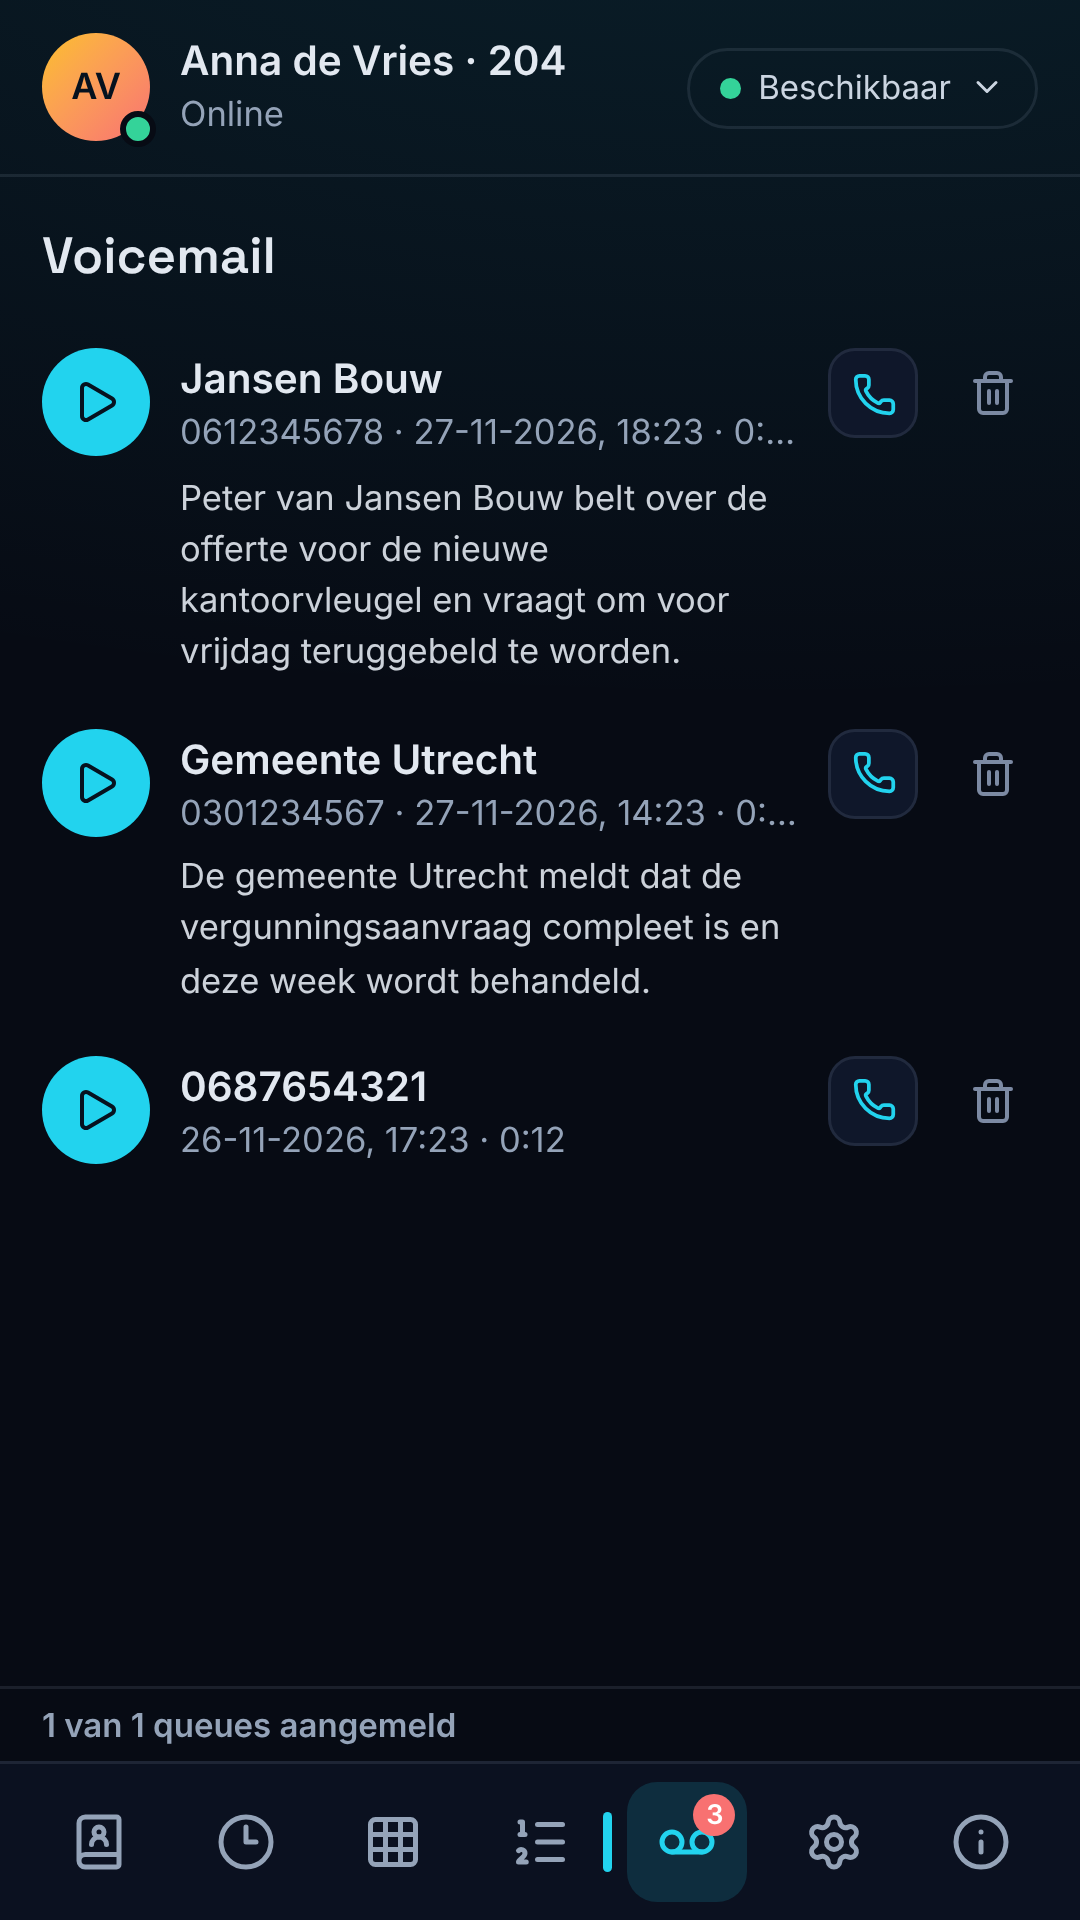 AV
Anna de Vries · 204
Online
Beschikbaar
Voicemail
Jansen Bouw
0612345678 · 27-11-2026, 18:23 · 0:...
Peter van Jansen Bouw belt over de
offerte voor de nieuwe
kantoorvleugel en vraagt om voor
vrijdag teruggebeld te worden.
Gemeente Utrecht
0301234567 · 27-11-2026, 14:23 · 0:...
De gemeente Utrecht meldt dat de
vergunningsaanvraag compleet is en
deze week wordt behandeld.
0687654321
26-11-2026, 17:23 · 0:12
1 van 1 queues aangemeld
3